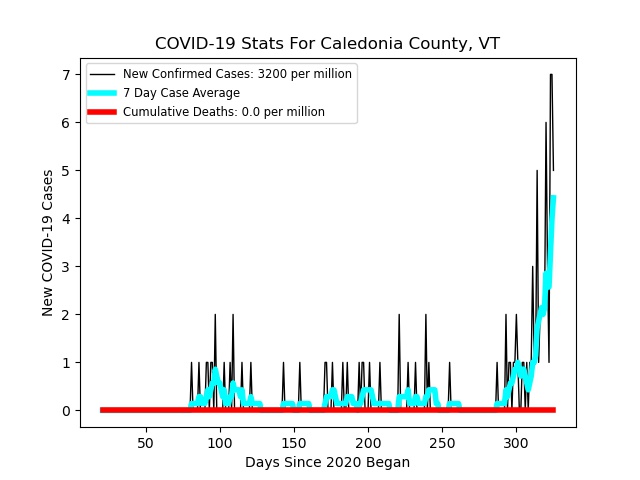 COVID-19 Stats For Caledonia County, VT
New Confirmed Cases: 3200 per million
7 Day Case Average
Cumulative Deaths: 0.0 per million
New COVID-19 Cases
7
6
5
4
3
2
1
0
50 100 150 200 250 300
Days Since 2020 Began